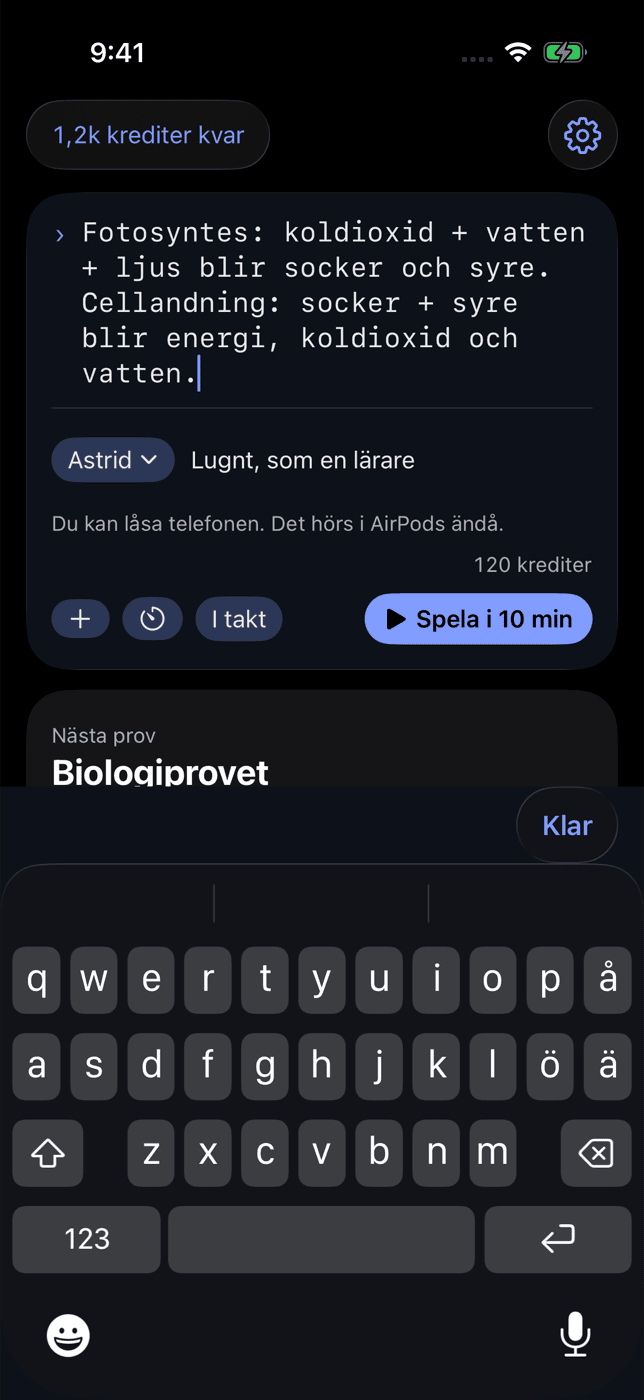 9:41
1,2k krediter kvar
› Fotosyntes: koldioxid + vatten
+ ljus blir socker och syre.
Cellandning: socker + syre
blir energi, koldioxid och
vatten.
Astrid Lugnt, som en lärare
Du kan låsa telefonen. Det hörs i AirPods ändå.
120 krediter
+ I takt Spela i 10 min
Nästa prov
Biologiprovet
Klar
q w e r t y u i o p å
a s d f g h j k l ö ä
z x c v b n m
123